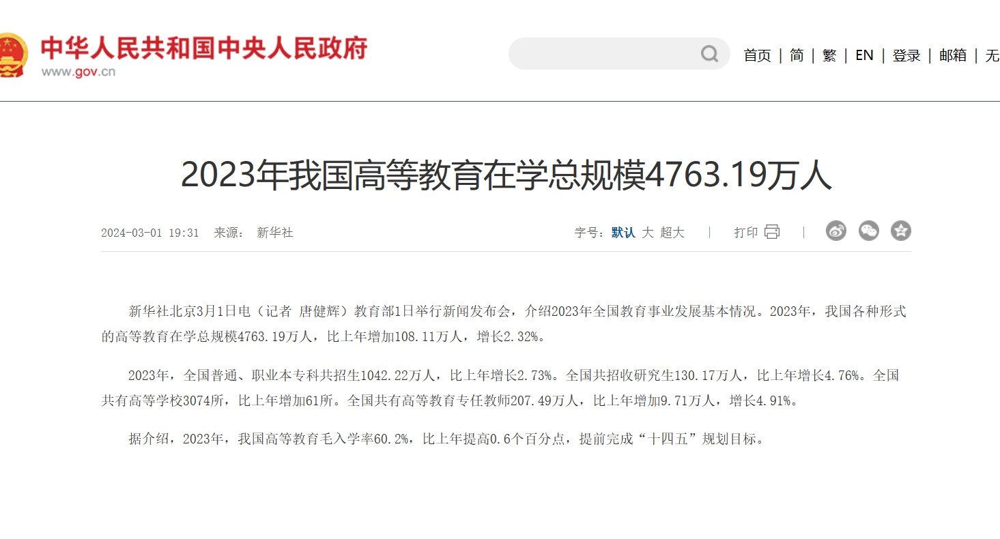 中华人民共和国中央人民政府
www.gov.cn
首页 | 简 | 繁 | EN | 登录 | 邮箱 | 无
2023年我国高等教育在学总规模4763.19万人
2024-03-01 19:31 来源： 新华社 字号：默认 大 超大 | 打印 |
新华社北京3月1日电（记者 唐健辉）教育部1日举行新闻发布会，介绍2023年全国教育事业发展基本情况。2023年，我国各种形式
的高等教育在学总规模4763.19万人，比上年增加108.11万人，增长2.32%。
2023年，全国普通、职业本专科共招生1042.22万人，比上年增长2.73%。全国共招收研究生130.17万人，比上年增长4.76%。全国
共有高等学校3074所，比上年增加61所。全国共有高等教育专任教师207.49万人，比上年增加9.71万人，增长4.91%。
据介绍，2023年，我国高等教育毛入学率60.2%，比上年提高0.6个百分点，提前完成“十四五”规划目标。